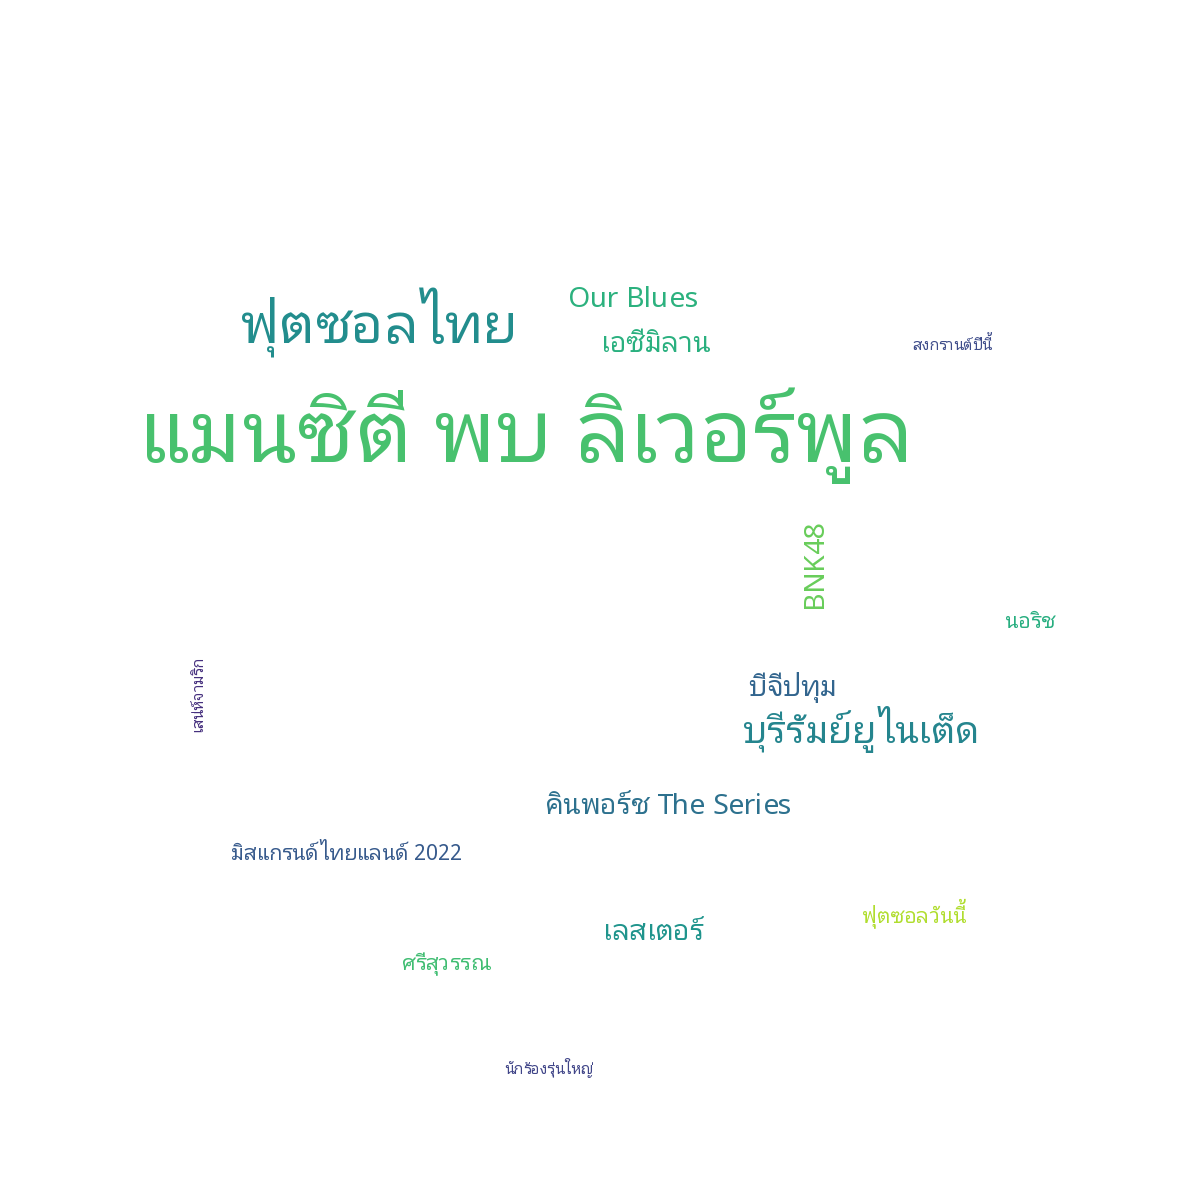 Our Blues
ฟุตซอลไทย
เอซีมิลาน
สงกรานต์ปีนี้
แมนซิตี พบ ลิเวอร์พูล
BNK48
นอริช
เสน่ห์จามริก
บีจีปทุม
บุรีรัมย์ยูไนเต็ด
คินพอร์ช The Series
มิสแกรนด์ไทยแลนด์ 2022
ฟุตซอลวันนี้
เลสเตอร์
ศรีสุวรรณ
นักร้องรุ่นใหญ่